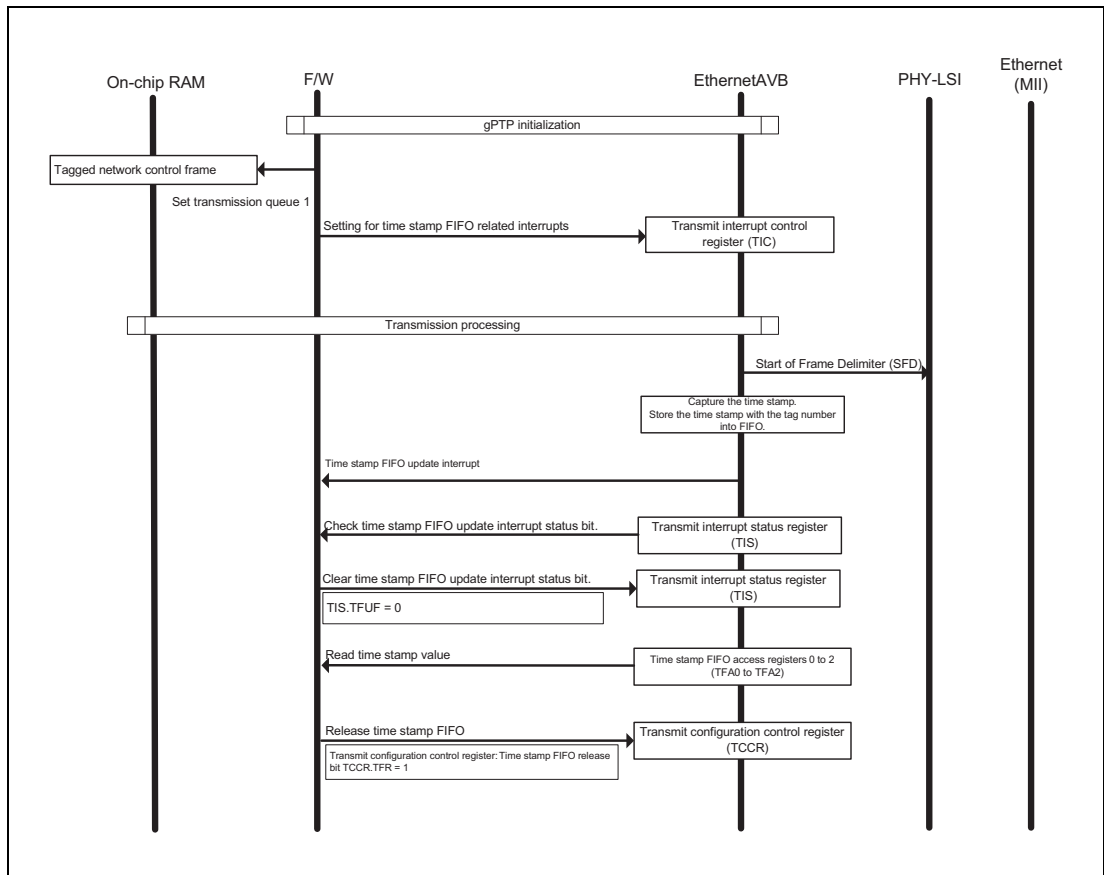 On-chip RAM
F/W
EthernetAVB
PHY-LSI
Ethernet
(MII)
gPTP initialization
Tagged network control frame
Set transmission queue 1
Setting for time stamp FIFO related interrupts
Transmit interrupt control
register (TIC)
Transmission processing
Start of Frame Delimiter (SFD)
Capture the time stamp.
Store the time stamp with the tag number
into FIFO.
Time stamp FIFO update interrupt
Check time stamp FIFO update interrupt status bit.
Transmit interrupt status register
(TIS)
Clear time stamp FIFO update interrupt status bit.
Transmit interrupt status register
(TIS)
TIS.TFUF = 0
Read time stamp value
Time stamp FIFO access registers 0 to 2
(TFA0 to TFA2)
Release time stamp FIFO
Transmit configuration control register
(TCCR)
Transmit configuration control register: Time stamp FIFO release
bit TCCR.TFR = 1